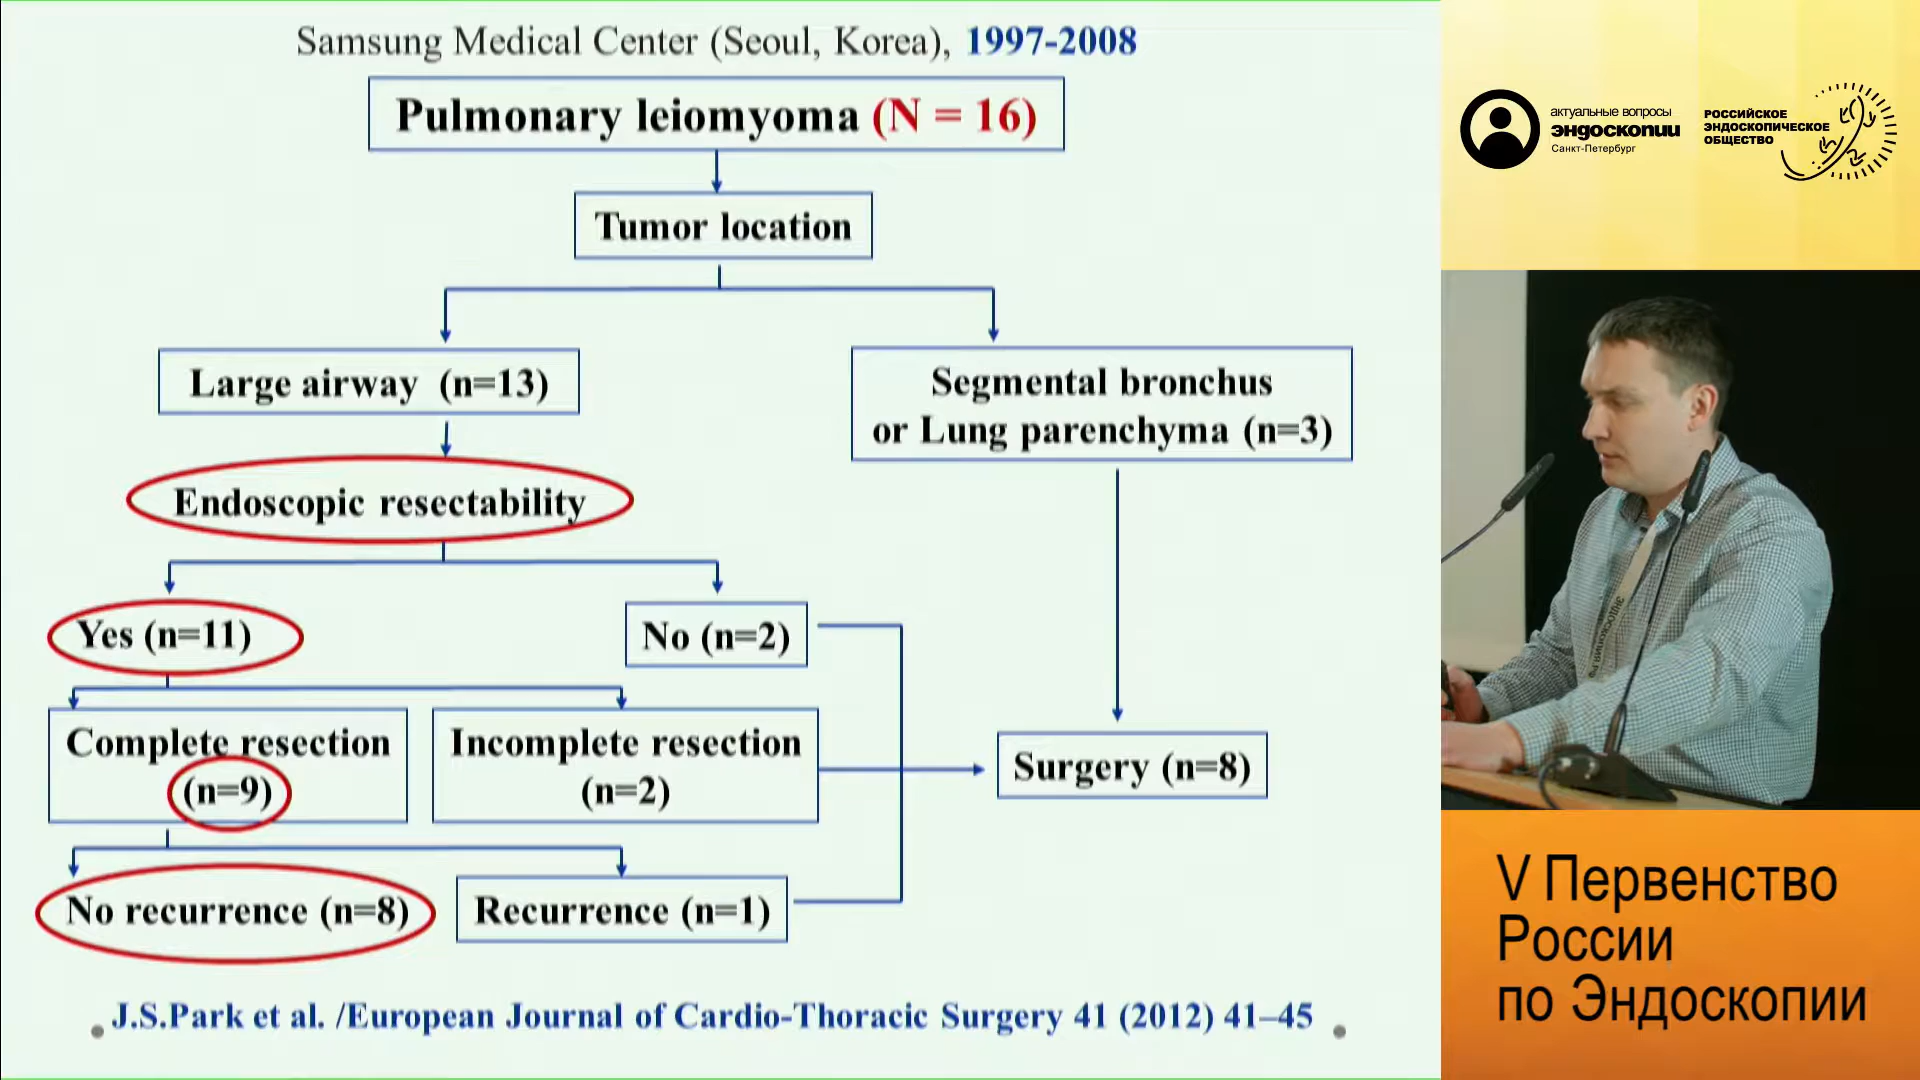 Samsung Medical Center (Seoul, Korea), 1997-2008
Pulmonary leiomyoma (N = 16)
Tumor location
Large airway (n=13)
Segmental bronchus
or Lung parenchyma (n=3)
Endoscopic resectability
Yes (n=11)
No (n=2)
Complete resection
(n=9)
Incomplete resection
(n=2)
Surgery (n=8)
No recurrence (n=8)
Recurrence (n=1)
J.S.Park et al. /European Journal of Cardio-Thoracic Surgery 41 (2012) 41–45
актуальные вопросы
эндоскопии
Санкт-Петербург
РОССИЙСКОЕ
ЭНДОСКОПИЧЕСКОЕ
ОБЩЕСТВО
V Первенство
России
по Эндоскопии